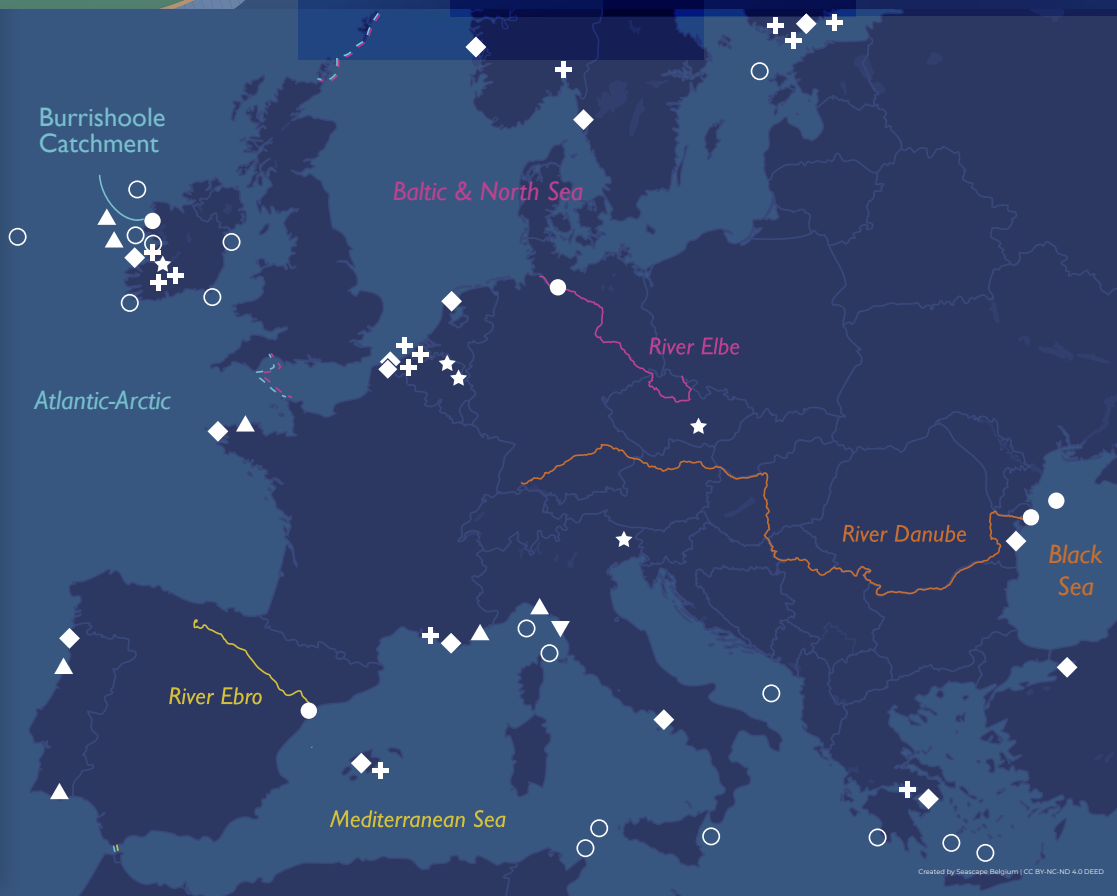 Burrishoole
Catchment
Baltic & North Sea
River Elbe
Atlantic-Arctic
River Danube
Black
Sea
River Ebro
Mediterranean Sea
Created by Seascape Belgium | CC BY-NC-ND 4.0 DEED